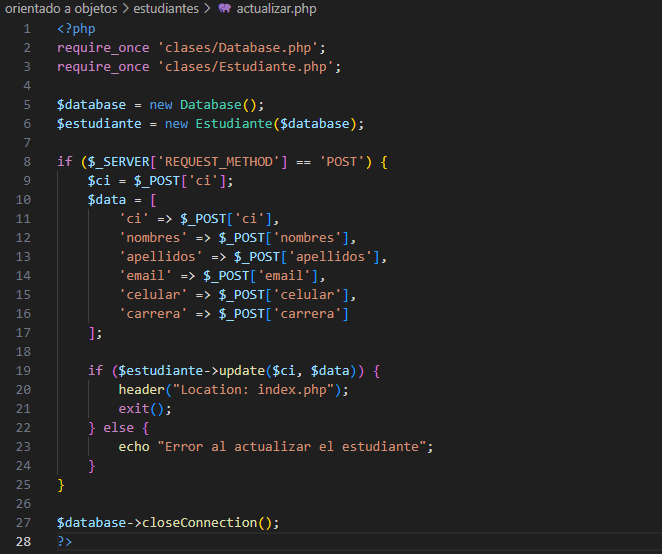 orientado a objetos > estudiantes > actualizar.php
1 <?php
2 require_once 'clases/Database.php';
3 require_once 'clases/Estudiante.php';
4
5 $database = new Database();
6 $estudiante = new Estudiante($database);
7
8 if ($_SERVER['REQUEST_METHOD'] == 'POST') {
9     $ci = $_POST['ci'];
10     $data = [
11         'ci' => $_POST['ci'],
12         'nombres' => $_POST['nombres'],
13         'apellidos' => $_POST['apellidos'],
14         'email' => $_POST['email'],
15         'celular' => $_POST['celular'],
16         'carrera' => $_POST['carrera']
17     ];
18
19     if ($estudiante->update($ci, $data)) {
20         header("Location: index.php");
21         exit();
22     } else {
23         echo "Error al actualizar el estudiante";
24     }
25 }
26
27 $database->closeConnection();
28 ?>